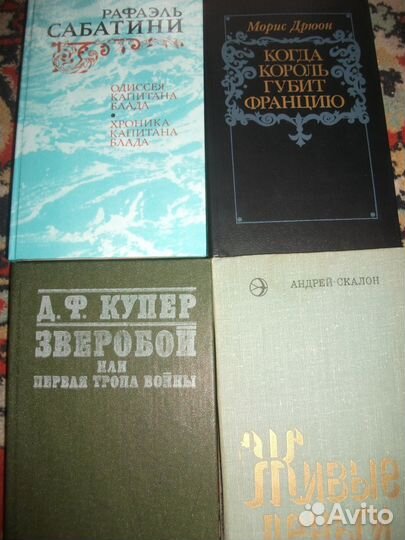 РАФАЭЛЬ
САБАТИНИ
ОДИССЕЯ
КАПИТАНА
БЛАДА
•
ХРОНИКА
КАПИТАНА
БЛАДА
Морис Дрюон
КОГДА
КОРОЛЬ
ГУБИТ
ФРАНЦИЮ
Д. Ф. КУПЕР
ЗВЕРОБОЙ
ИЛИ
ПЕРВАЯ ТРОПА ВОЙНЫ
АНДРЕЙ СКАЛОН
Живые
Avito